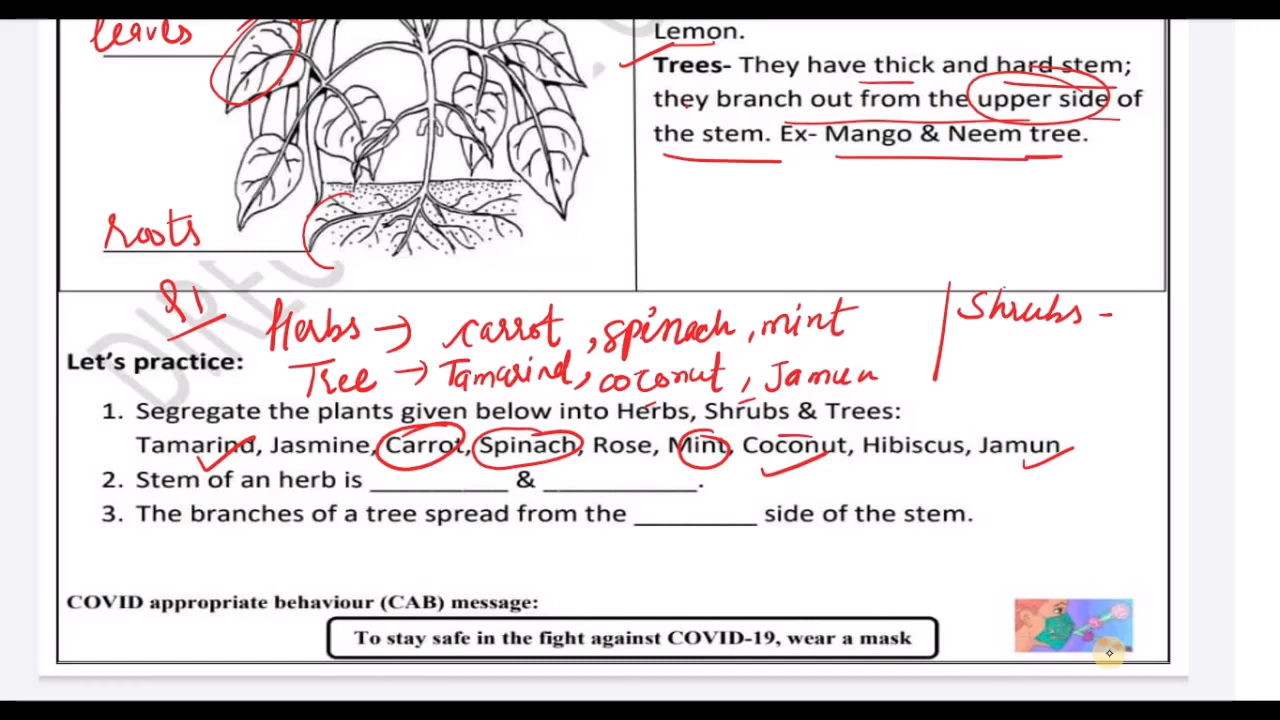 leaves
roots
Lemon.
Trees- They have thick and hard stem;
they branch out from the upper side of
the stem. Ex- Mango & Neem tree.
Q1
Herbs → carrot, spinach, mint
Tree → Tamarind, coconut, Jamun
Shrubs -
Let's practice:
1. Segregate the plants given below into Herbs, Shrubs & Trees:
Tamarind, Jasmine, Carrot, Spinach, Rose, Mint, Coconut, Hibiscus, Jamun
2. Stem of an herb is __________ & ___________.
3. The branches of a tree spread from the _________ side of the stem.
COVID appropriate behaviour (CAB) message:
To stay safe in the fight against COVID-19, wear a mask
DIREC